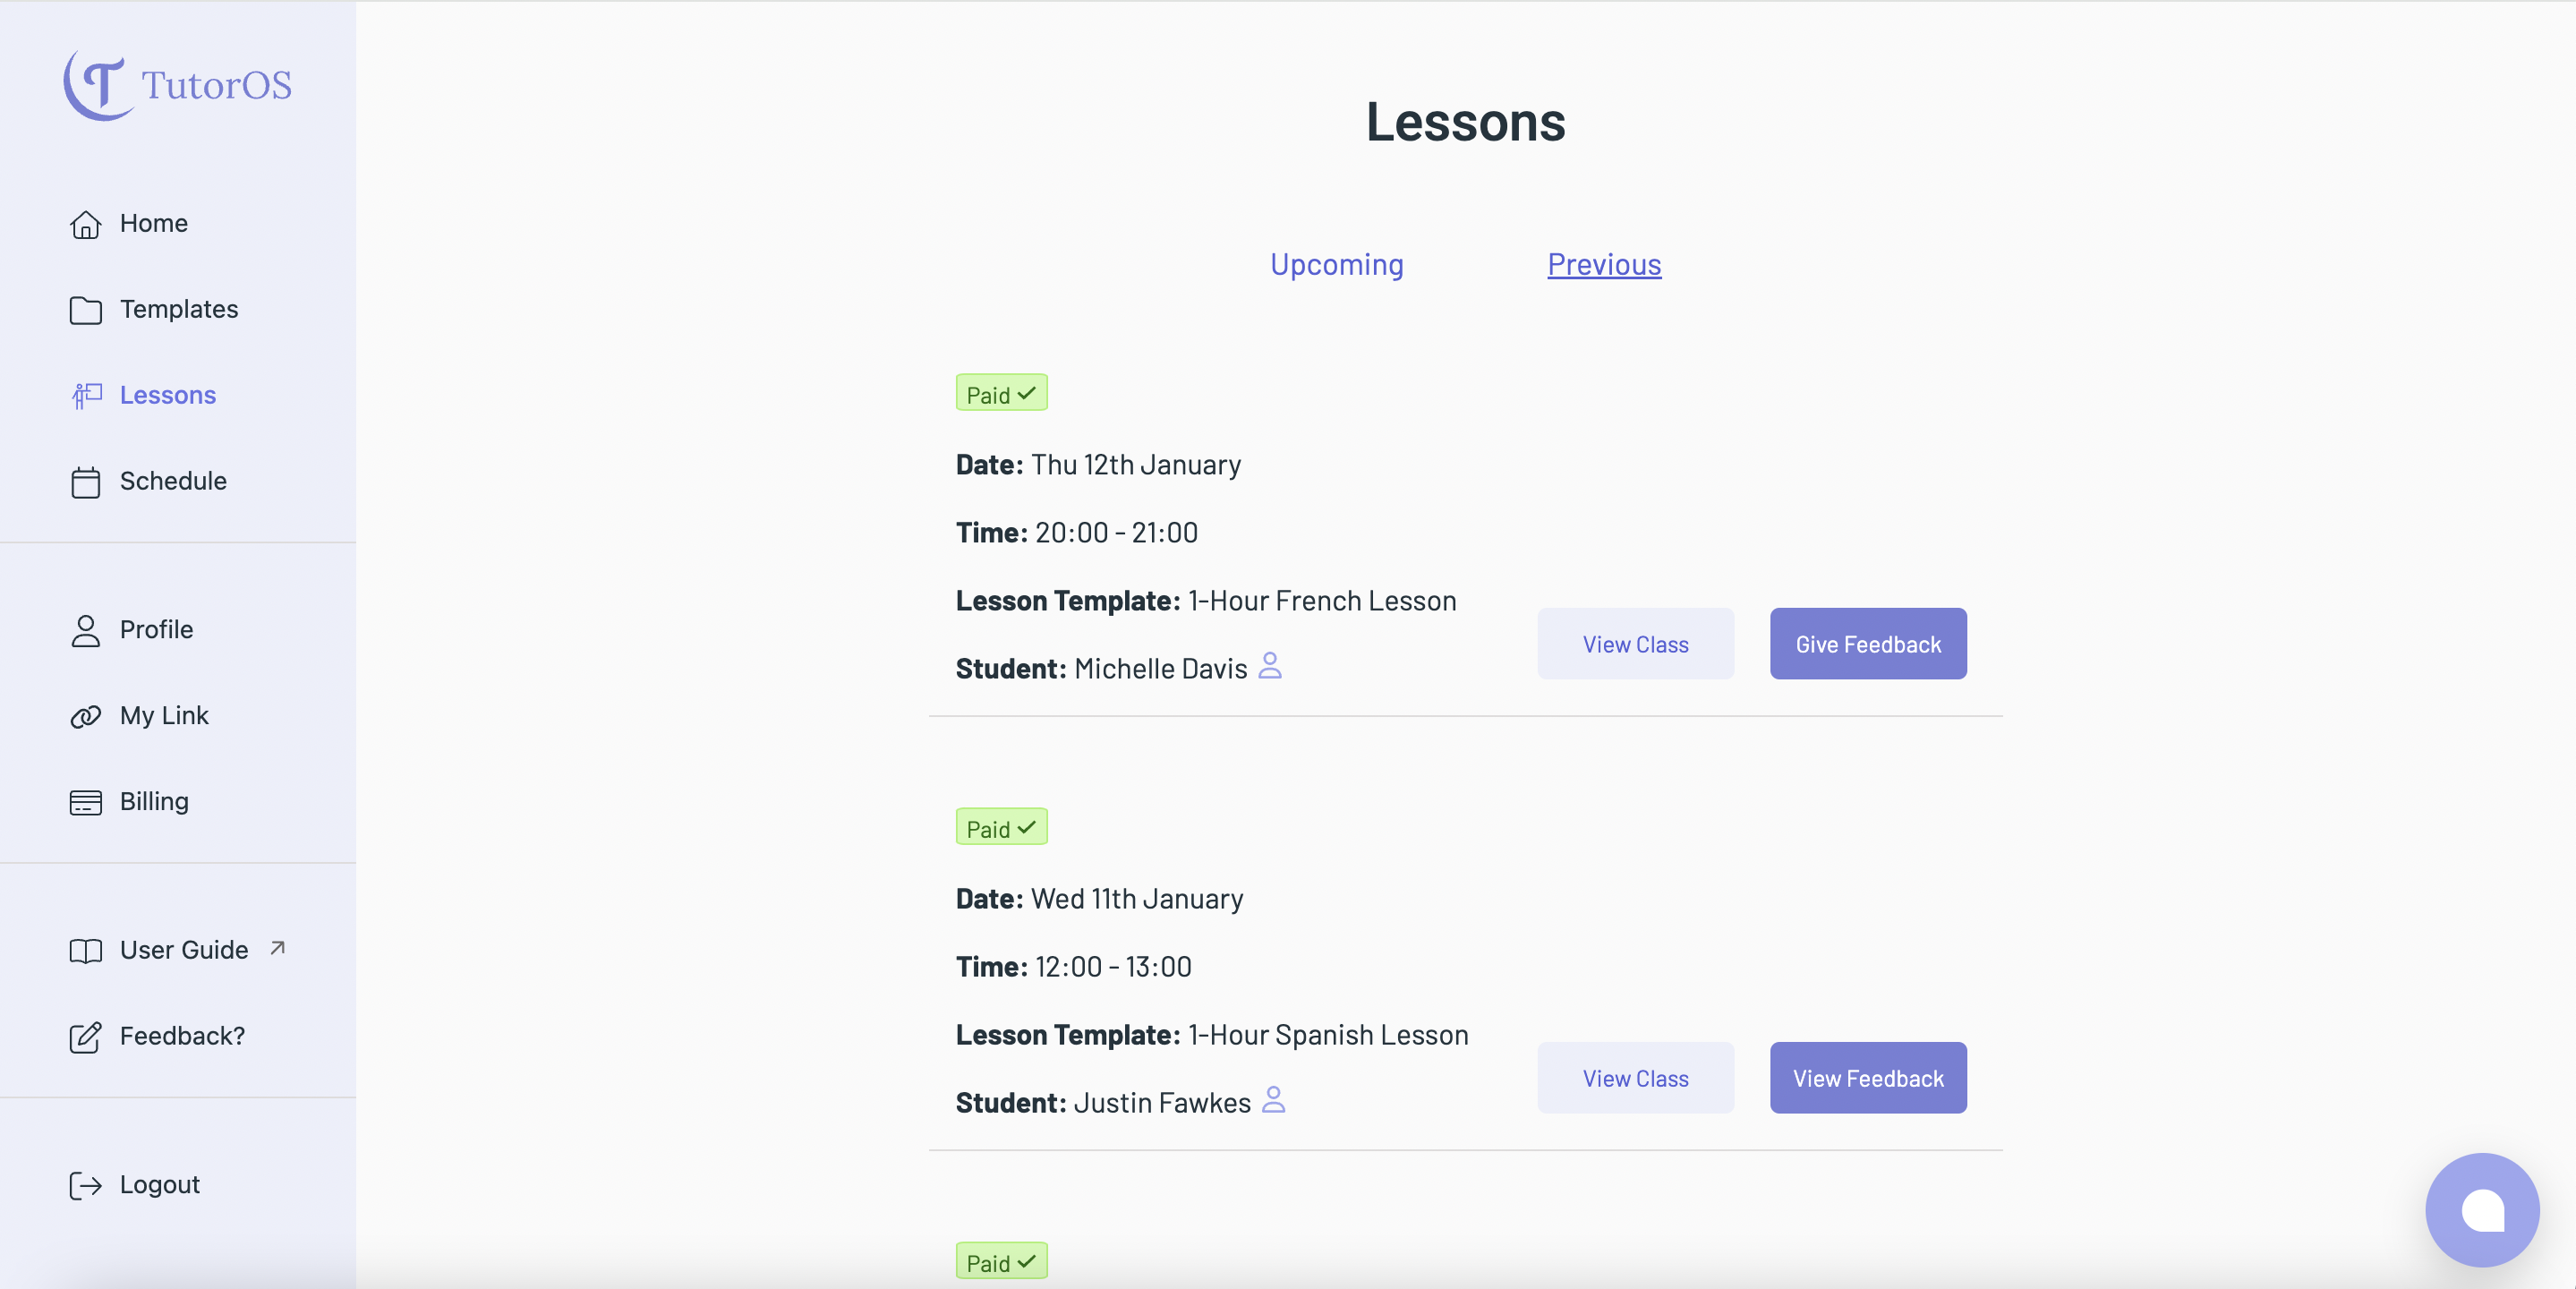 TutorOS
Home
Templates
Lessons
Schedule
Profile
My Link
Billing
User Guide
Feedback?
Logout
Lessons
Upcoming
Previous
Paid
Date: Thu 12th January
Time: 20:00 - 21:00
Lesson Template: 1-Hour French Lesson
Student: Michelle Davis
View Class
Give Feedback
Paid
Date: Wed 11th January
Time: 12:00 - 13:00
Lesson Template: 1-Hour Spanish Lesson
Student: Justin Fawkes
View Class
View Feedback
Paid